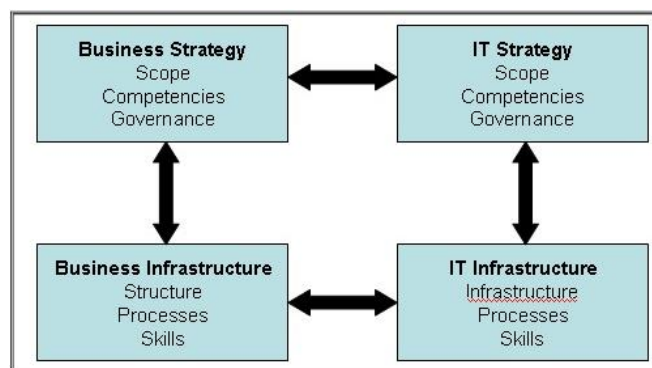 Business Strategy
Scope
Competencies
Governance
IT Strategy
Scope
Competencies
Governance
Business Infrastructure
Structure
Processes
Skills
IT Infrastructure
Infrastructure
Processes
Skills